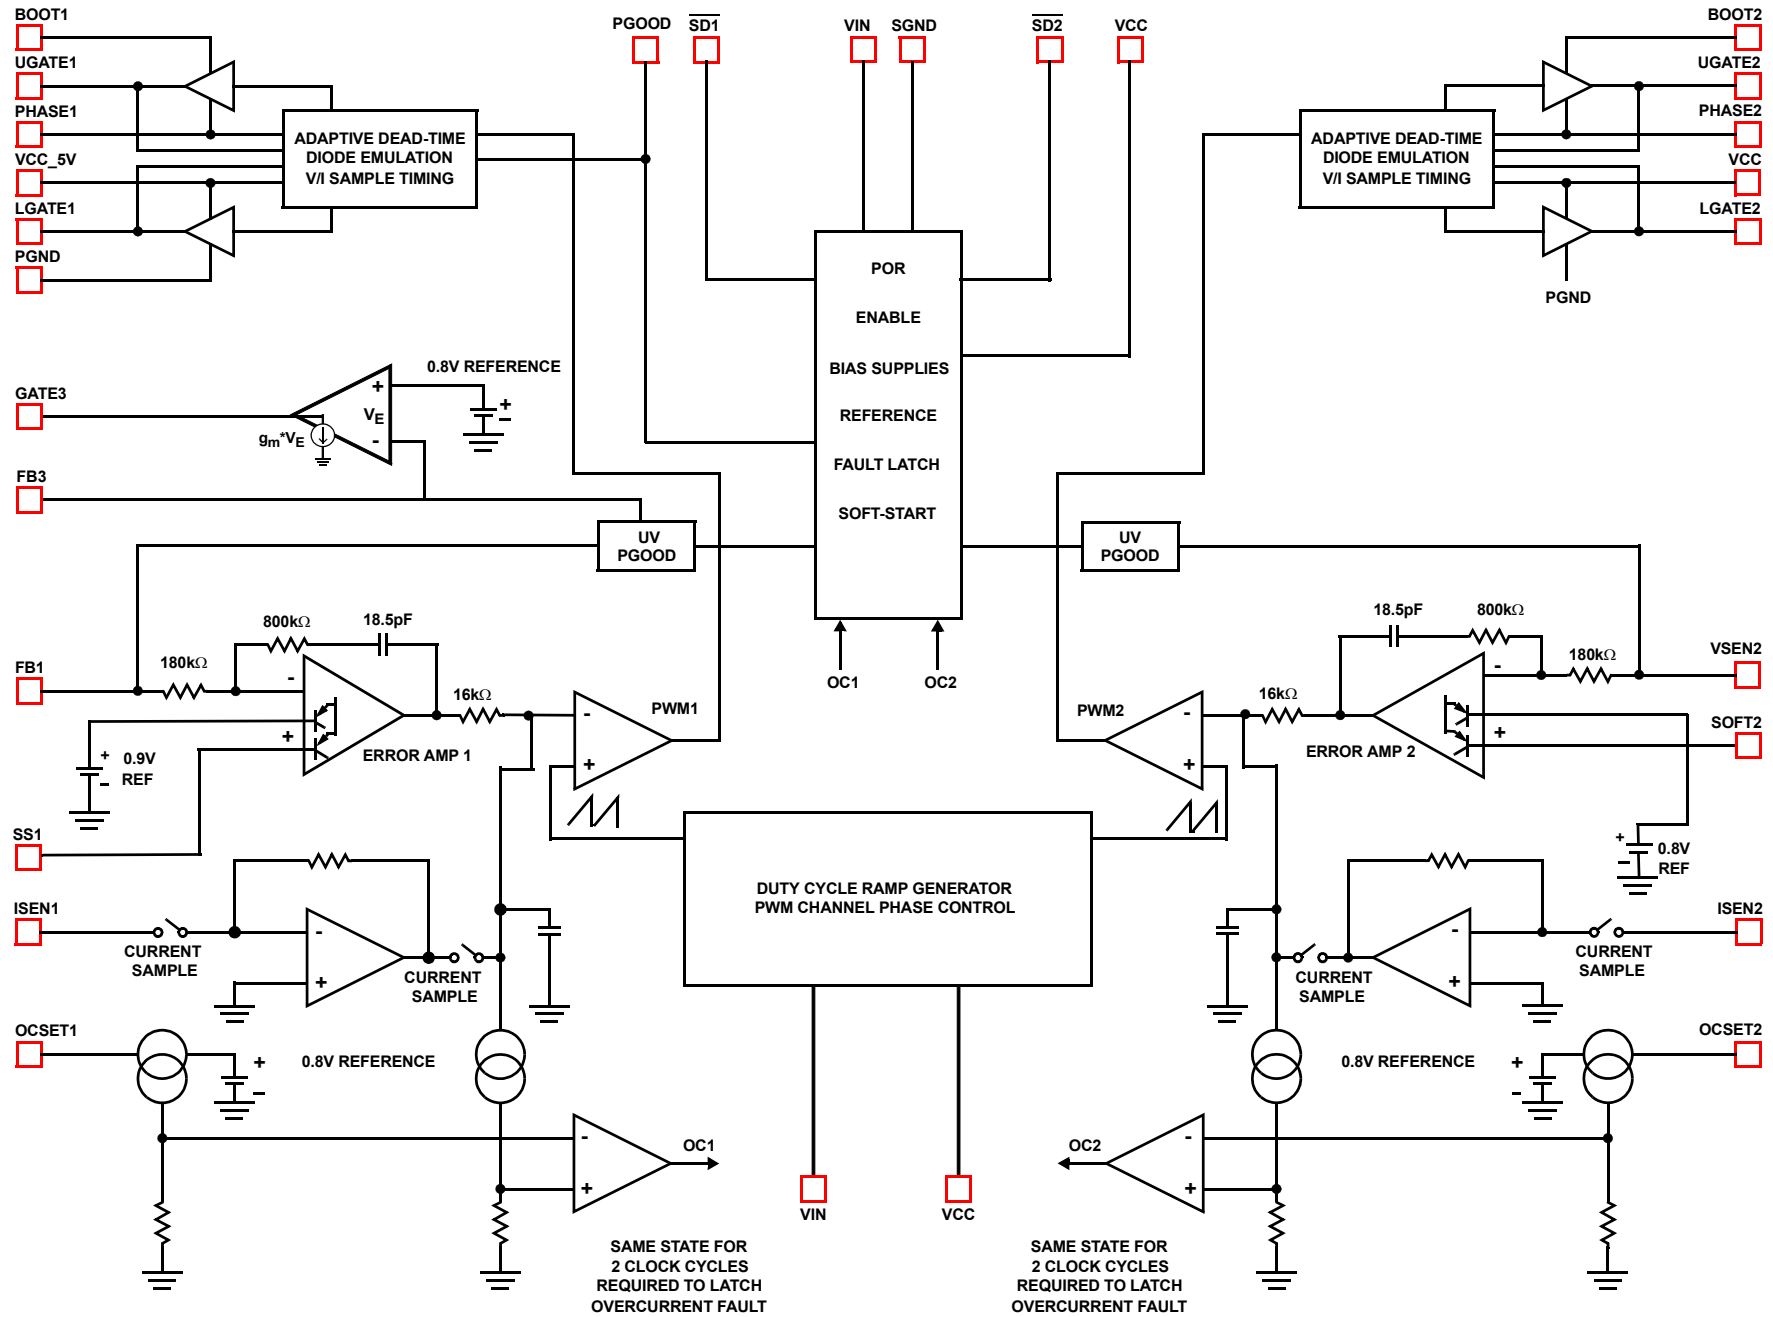 BOOT1
UGATE1
PHASE1
VCC_5V
LGATE1
PGND
ADAPTIVE DEAD-TIME
DIODE EMULATION
V/I SAMPLE TIMING
PGOOD
SD1
VIN
SGND
SD2
VCC
BOOT2
UGATE2
PHASE2
VCC
LGATE2
ADAPTIVE DEAD-TIME
DIODE EMULATION
V/I SAMPLE TIMING
PGND
POR
ENABLE
BIAS SUPPLIES
REFERENCE
FAULT LATCH
SOFT-START
OC1
OC2
GATE3
FB3
0.8V REFERENCE
+
VE
-
gm*VE
+
-
UV
PGOOD
UV
PGOOD
800kΩ
18.5pF
FB1
180kΩ
-
+
16kΩ
ERROR AMP 1
+
-
0.9V
REF
SS1
-
+
PWM1
18.5pF
800kΩ
VSEN2
180kΩ
-
+
16kΩ
ERROR AMP 2
SOFT2
PWM2
-
+
+
-
0.8V
REF
DUTY CYCLE RAMP GENERATOR
PWM CHANNEL PHASE CONTROL
VIN
VCC
ISEN1
CURRENT
SAMPLE
-
+
CURRENT
SAMPLE
OCSET1
+
-
0.8V REFERENCE
-
+
OC1
SAME STATE FOR
2 CLOCK CYCLES
REQUIRED TO LATCH
OVERCURRENT FAULT
ISEN2
CURRENT
SAMPLE
-
+
CURRENT
SAMPLE
OCSET2
+
-
0.8V REFERENCE
-
+
OC2
SAME STATE FOR
2 CLOCK CYCLES
REQUIRED TO LATCH
OVERCURRENT FAULT